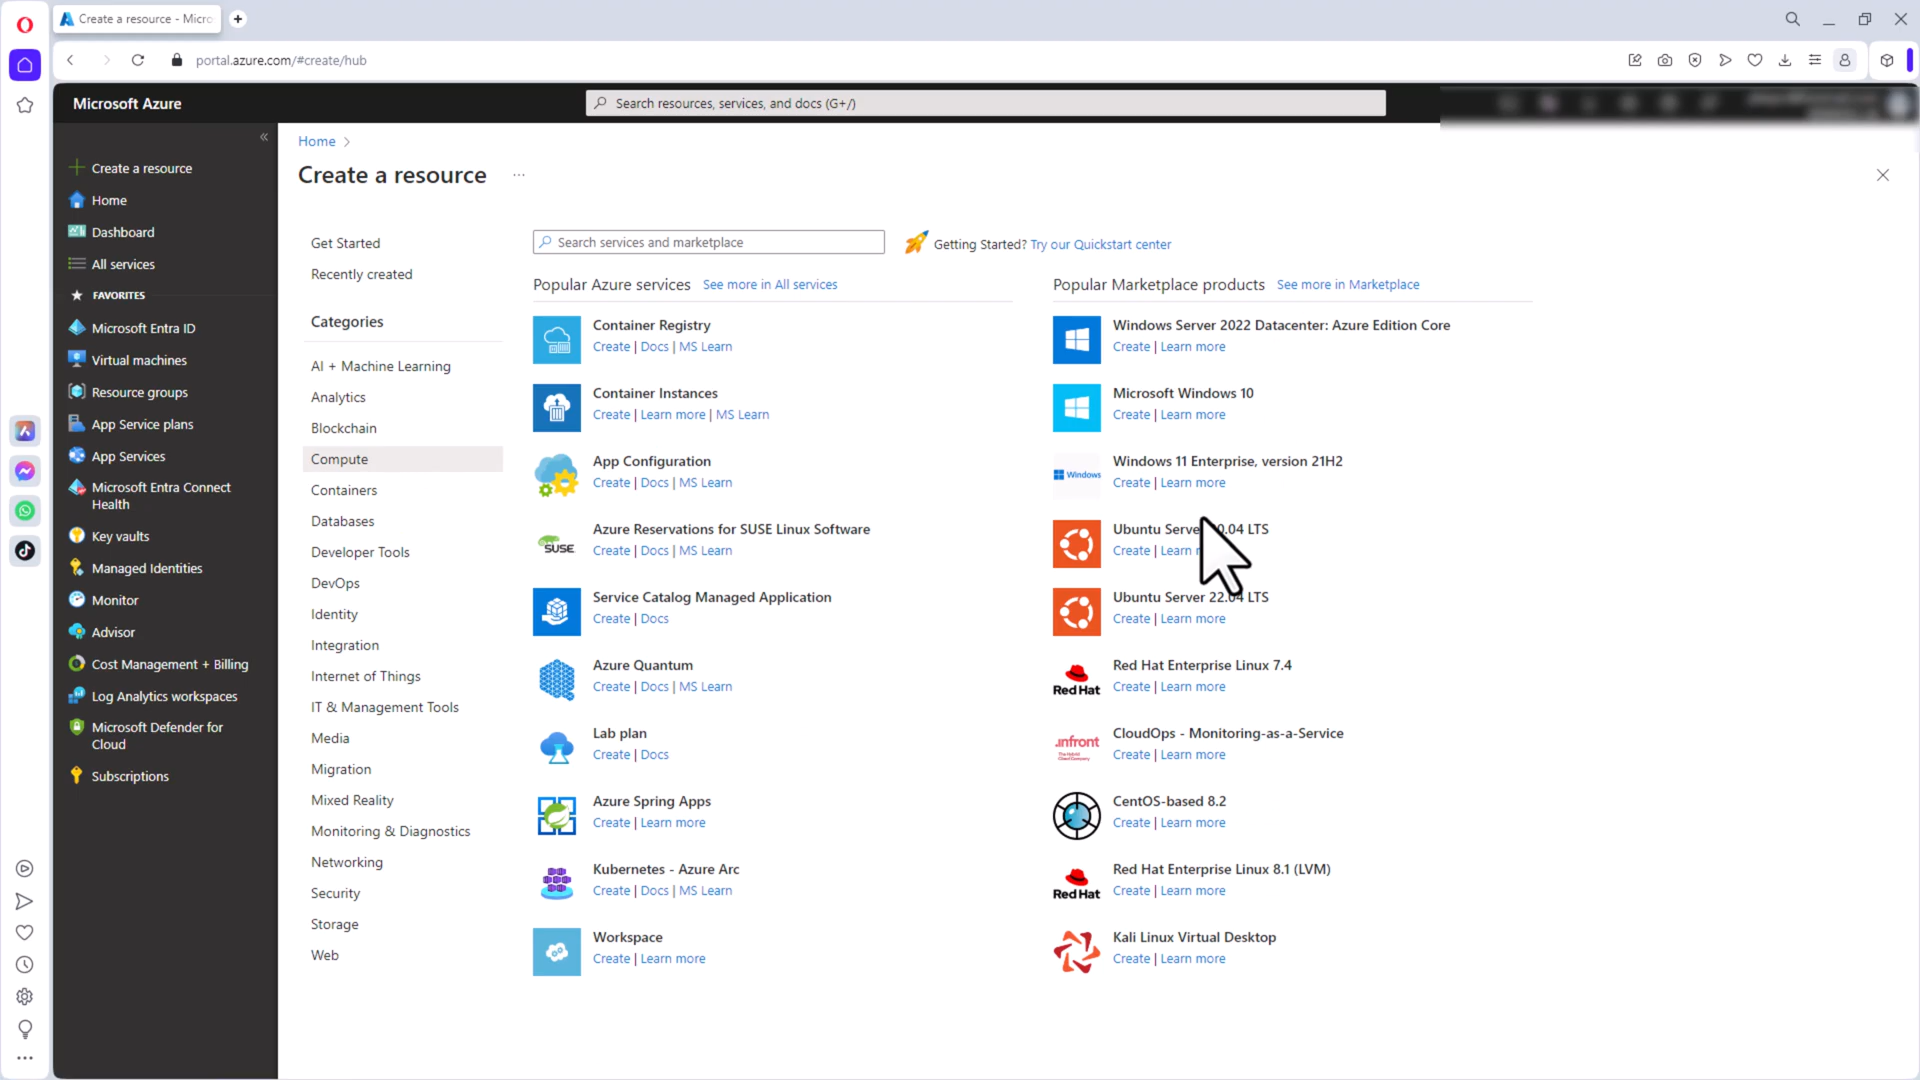 Create a resource - Micro
portal.azure.com/#create/hub
Microsoft Azure
Search resources, services, and docs (G+/)
Create a resource
Home
Dashboard
All services
FAVORITES
Microsoft Entra ID
Virtual machines
Resource groups
App Service plans
App Services
Microsoft Entra Connect
Health
Key vaults
Managed Identities
Monitor
Advisor
Cost Management + Billing
Log Analytics workspaces
Microsoft Defender for
Cloud
Subscriptions
Home
Create a resource
Get Started
Recently created
Categories
AI + Machine Learning
Analytics
Blockchain
Compute
Containers
Databases
Developer Tools
DevOps
Identity
Integration
Internet of Things
IT & Management Tools
Media
Migration
Mixed Reality
Monitoring & Diagnostics
Networking
Security
Storage
Web
Search services and marketplace
Getting Started? Try our Quickstart center
Popular Azure services See more in All services
Container Registry
Create | Docs | MS Learn
Container Instances
Create | Learn more | MS Learn
App Configuration
Create | Docs | MS Learn
SUSE
Azure Reservations for SUSE Linux Software
Create | Docs | MS Learn
Service Catalog Managed Application
Create | Docs
Azure Quantum
Create | Docs | MS Learn
Lab plan
Create | Docs
Azure Spring Apps
Create | Learn more
Kubernetes - Azure Arc
Create | Docs | MS Learn
Workspace
Create | Learn more
Popular Marketplace products See more in Marketplace
Windows Server 2022 Datacenter: Azure Edition Core
Create | Learn more
Microsoft Windows 10
Create | Learn more
Windows
Windows 11 Enterprise, version 21H2
Create | Learn more
Ubuntu Serve 0.04 LTS
Create | Learn
Ubuntu Server 22.04 LTS
Create | Learn more
Red Hat
Red Hat Enterprise Linux 7.4
Create | Learn more
.infront
CloudOps - Monitoring-as-a-Service
Create | Learn more
CentOS-based 8.2
Create | Learn more
Red Hat
Red Hat Enterprise Linux 8.1 (LVM)
Create | Learn more
Kali Linux Virtual Desktop
Create | Learn more